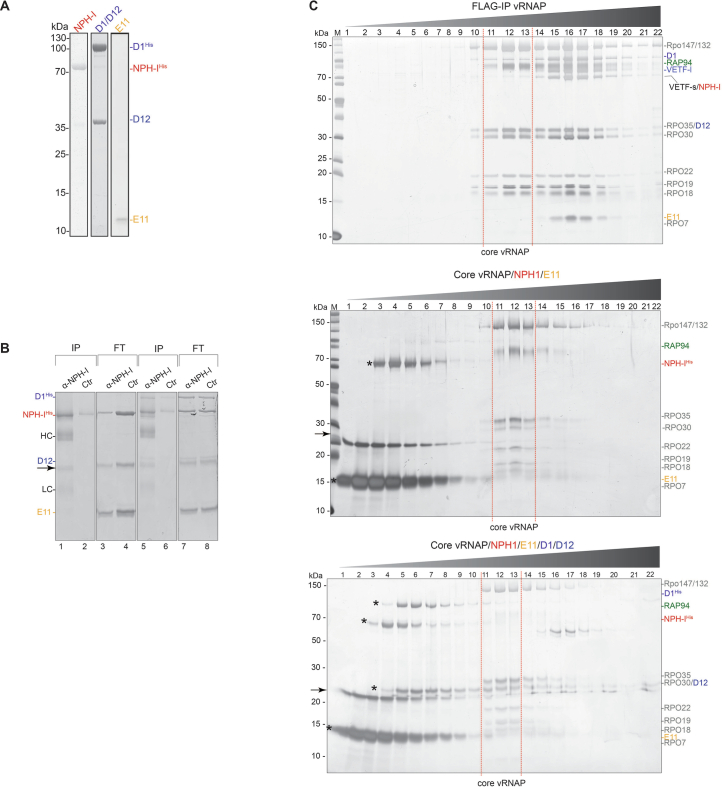 A
NPH-I
D1/D12
E11
kDa
130
100
70
35
25
15
10
D1His
NPH-IHis
D12
E11
B
IP
FT
IP
FT
α-NPH-I
Ctr
α-NPH-I
Ctr
α-NPH-I
Ctr
α-NPH-I
Ctr
D1His
NPH-IHis
HC
D12
LC
E11
1 2 3 4 5 6 7 8
C
FLAG-IP vRNAP
kDa M 1 2 3 4 5 6 7 8 9 10 11 12 13 14 15 16 17 18 19 20 21 22
150
100
80
60
50
40
30
20
15
10
Rpo147/132
D1
RAP94
VETF-l
VETF-s/NPH-I
RPO35/D12
RPO30
RPO22
RPO19
RPO18
E11
RPO7
core vRNAP
Core vRNAP/NPH1/E11
kDa M 1 2 3 4 5 6 7 8 9 10 11 12 13 14 15 16 17 18 19 20 21 22
150
100
70
50
30
20
15
10
*
*
Rpo147/132
RAP94
NPH-IHis
RPO35
RPO30
RPO22
RPO19
RPO18
E11
RPO7
core vRNAP
Core vRNAP/NPH1/E11/D1/D12
kDa 1 2 3 4 5 6 7 8 9 10 11 12 13 14 15 16 17 18 19 20 21 22
150
100
70
50
30
20
15
10
*
*
*
*
Rpo147/132
D1His
RAP94
NPH-IHis
RPO35
RPO30/D12
RPO22
RPO19
RPO18
E11
RPO7
core vRNAP